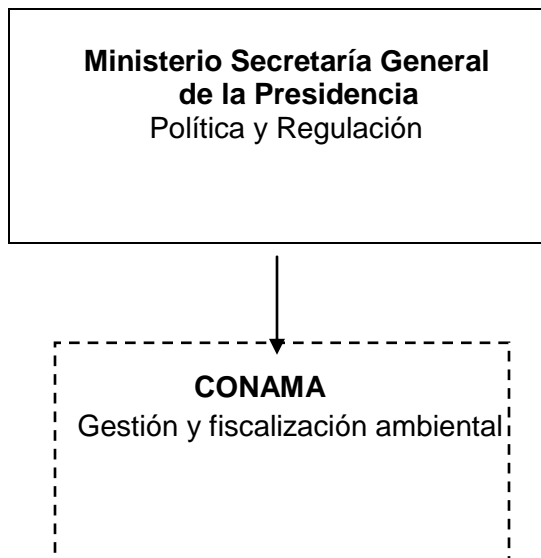 Ministerio Secretaría General
de la Presidencia
Política y Regulación
CONAMA
Gestión y fiscalización ambiental